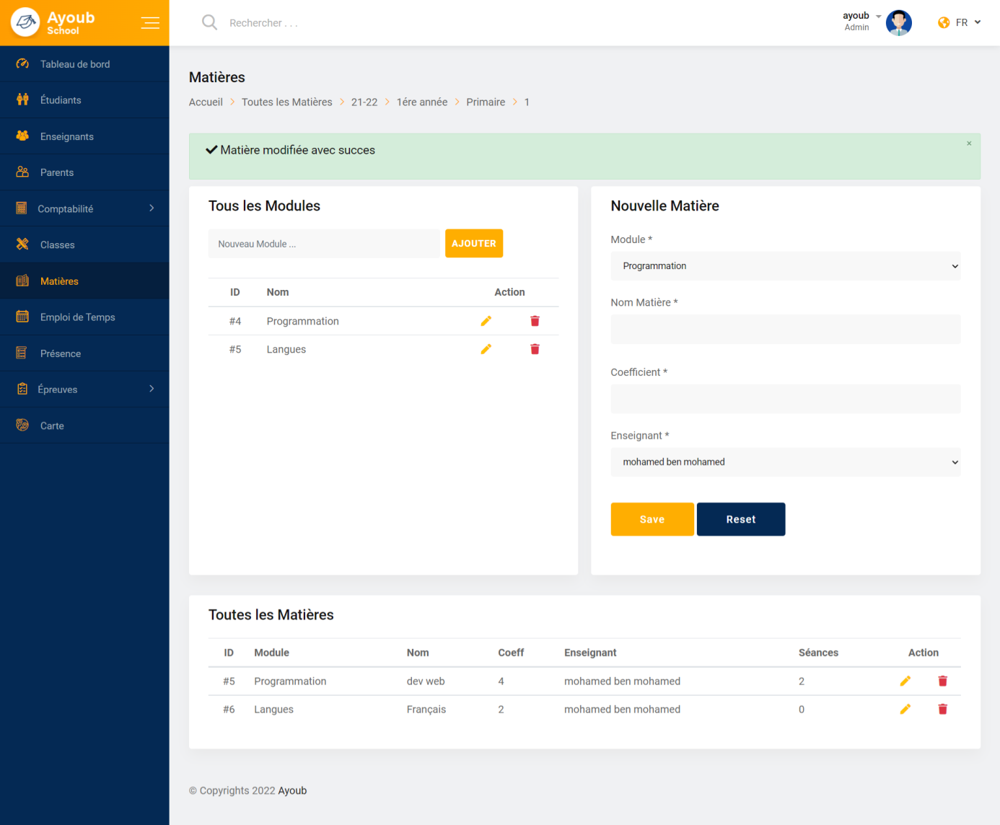 Ayoub
School
Rechercher . . .
ayoub
Admin
FR
Tableau de bord
Étudiants
Enseignants
Parents
Comptabilité
Classes
Matières
Emploi de Temps
Présence
Épreuves
Carte
Matières
Accueil > Toutes les Matières > 21-22 > 1ére année > Primaire > 1
Matière modifiée avec succes
×
Tous les Modules
Nouveau Module ...
AJOUTER
ID Nom Action
#4 Programmation
#5 Langues
Nouvelle Matière
Module *
Programmation
Nom Matière *
Coefficient *
Enseignant *
mohamed ben mohamed
Save Reset
Toutes les Matières
ID Module Nom Coeff Enseignant Séances Action
#5 Programmation dev web 4 mohamed ben mohamed 2
#6 Langues Français 2 mohamed ben mohamed 0
© Copyrights 2022 Ayoub